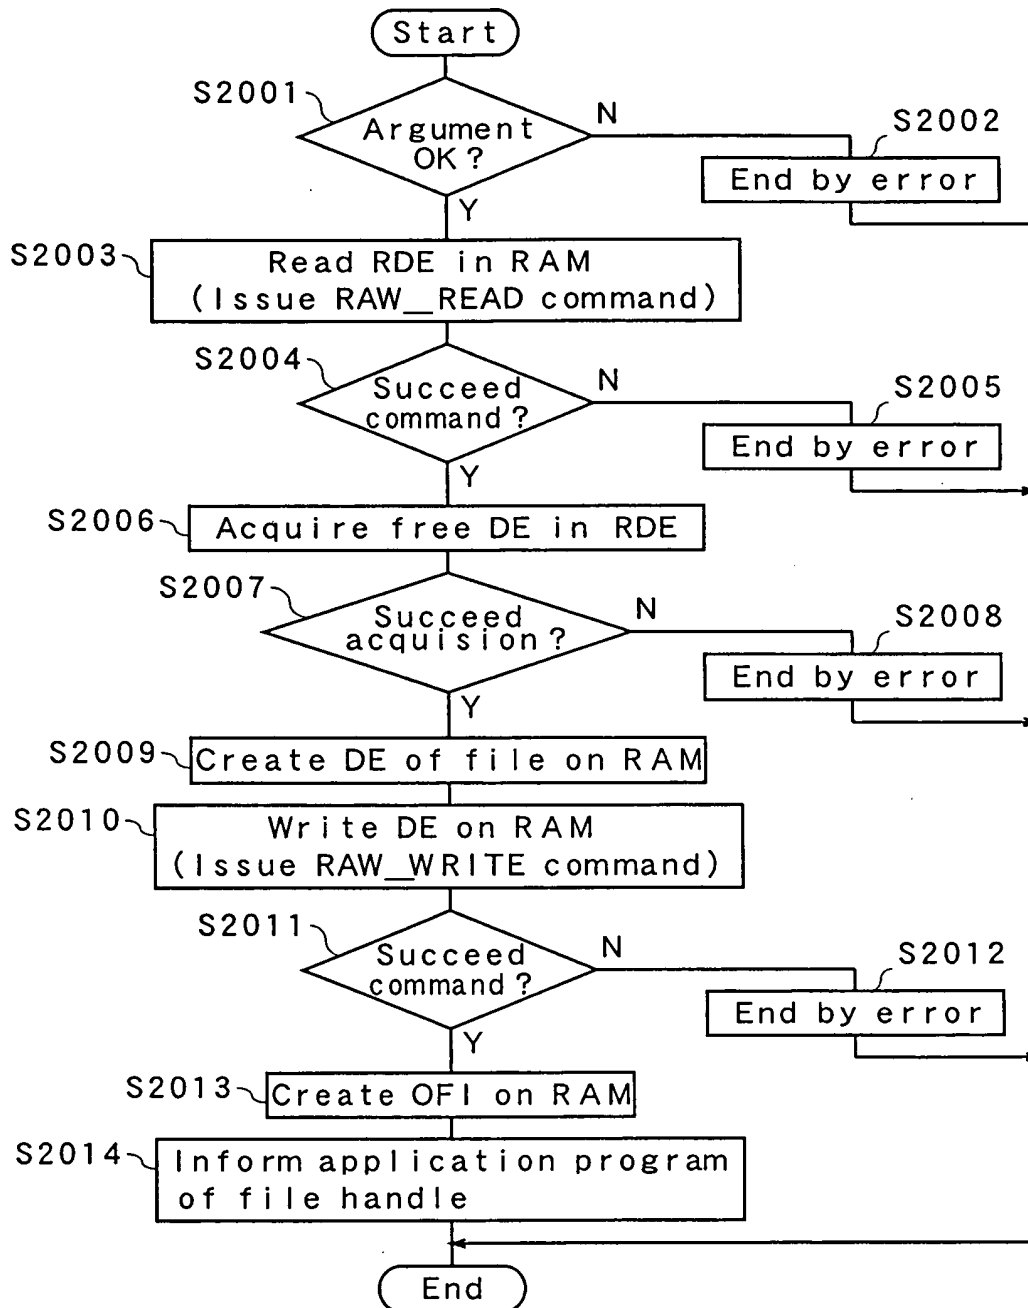 Start
S2001
Argument
OK?
N
S2002
End by error
Y
S2003
Read RDE in RAM
(Issue RAW_READ command)
S2004
Succeed
command?
N
S2005
End by error
Y
S2006
Acquire free DE in RDE
S2007
Succeed
acquision?
N
S2008
End by error
Y
S2009
Create DE of file on RAM
S2010
Write DE on RAM
(Issue RAW_WRITE command)
S2011
Succeed
command?
N
S2012
End by error
Y
S2013
Create OFI on RAM
S2014
Inform application program
of file handle
End